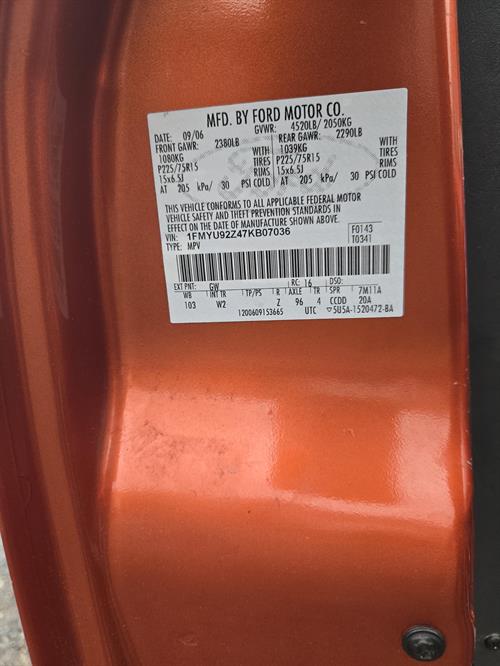 MFD. BY FORD MOTOR CO.
09/06 GVWR: 4520LB/ 2050KG
FRONT GAWR: 2380LB REAR GAWR: 2290LB
1080KG WITH 1039KG WITH
P225/75R15 TIRES P225/75R15 TIRES
15x6.5J RIMS 15x6.5J RIMS
AT 205 kPa/ 30 PSI COLD AT 205 kPa/ 30 PSI COLD
THIS VEHICLE CONFORMS TO ALL APPLICABLE FEDERAL MOTOR
VEHICLE SAFETY AND THEFT PREVENTION STANDARDS IN
EFFECT ON THE DATE OF MANUFACTURE SHOWN ABOVE.
VIN: 1FMYU92Z47KB07036 F0143
TYPE: MPV T0341
EXT PNT: GW RC: 16 DSO:
WB INT TR TP/PS R AXLE TR SPR 7M11A
103 W2 Z 96 4 CCDD 20A
1200609153665 UTC ▽5U5A-1520472-BA